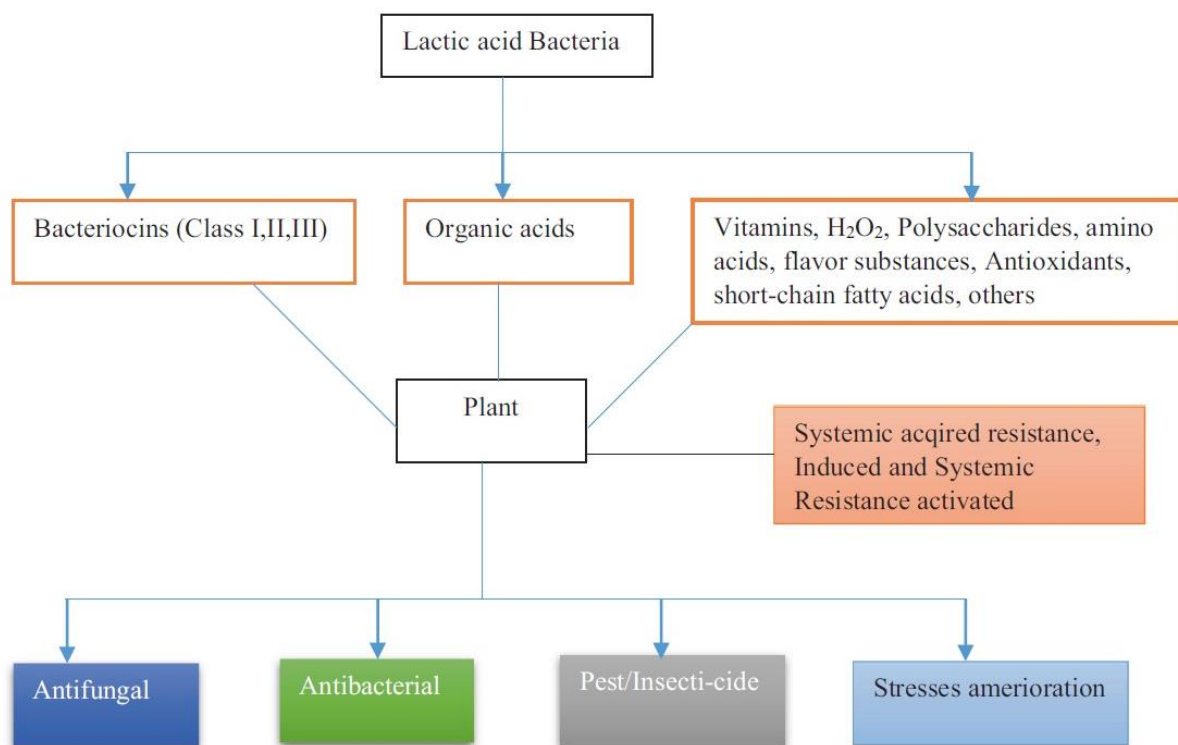 Lactic acid Bacteria
Bacteriocins (Class I,II,III)
Organic acids
Vitamins, H₂O₂, Polysaccharides, amino
acids, flavor substances, Antioxidants,
short-chain fatty acids, others
Plant
Systemic acqired resistance,
Induced and Systemic
Resistance activated
Antifungal
Antibacterial
Pest/Insecti-cide
Stresses amerioration